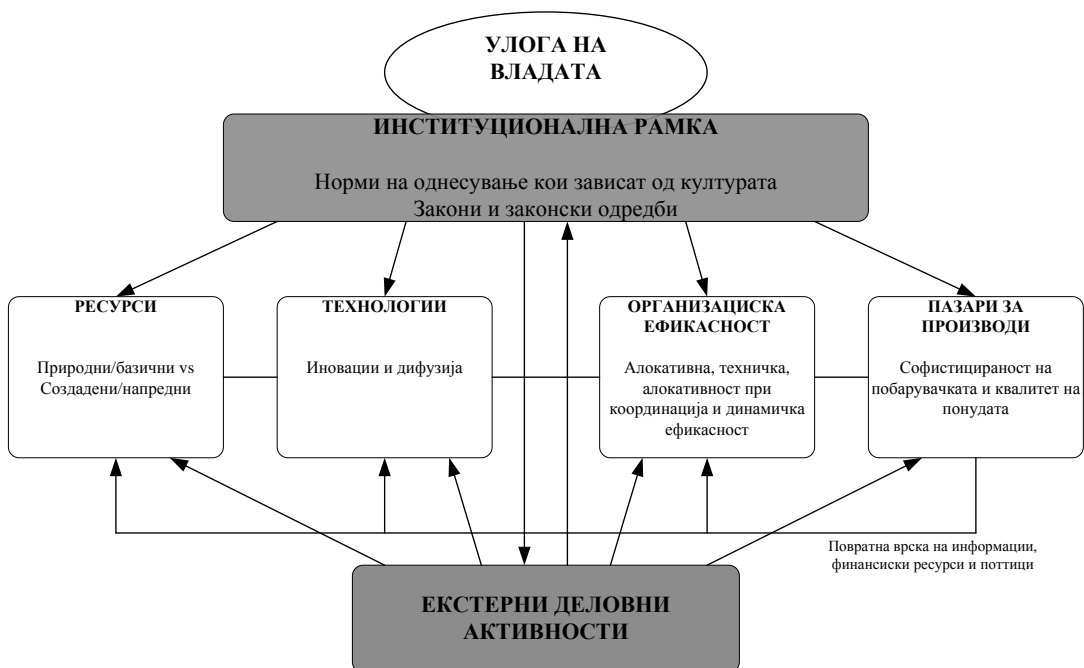 УЛОГА НА
ВЛАДАТА
ИНСТИТУЦИОНАЛНА РАМКА
Норми на однесување кои зависат од културата
Закони и законски одредби
РЕСУРСИ
Природни/базични vs
Создадени/напредни
ТЕХНОЛОГИИ
Иновации и дифузија
ОРГАНИЗАЦИСКА
ЕФИКАСНОСТ
Алокативна, техничка,
алокативност при
координација и динамичка
ефикасност
ПАЗАРИ ЗА
ПРОИЗВОДИ
Софистицираност на
побарувачката и квалитет на
понудата
Повратна врска на информации,
финансиски ресурси и поттици
ЕКСТЕРНИ ДЕЛОВНИ
АКТИВНОСТИ